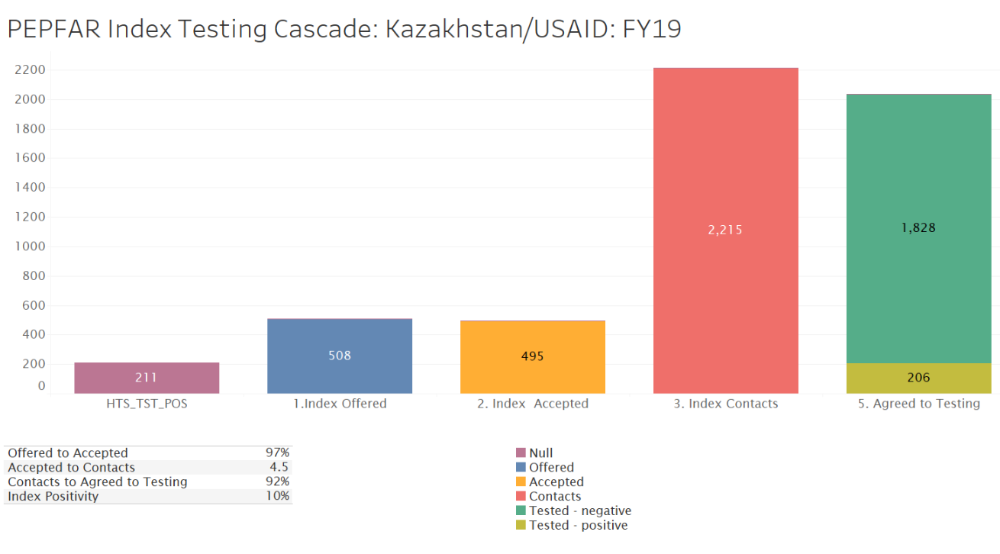 PEPFAR Index Testing Cascade: Kazakhstan/USAID: FY19
2200
2000
1800
1600
1400
1200
1000
800
600
400
200
0
211
508
495
2,215
1,828
206
HTS_TST_POS
1.Index Offered
2. Index  Accepted
3. Index Contacts
5. Agreed to Testing
Offered to Accepted 97%
Accepted to Contacts 4.5
Contacts to Agreed to Testing 92%
Index Positivity 10%
Null
Offered
Accepted
Contacts
Tested - negative
Tested - positive